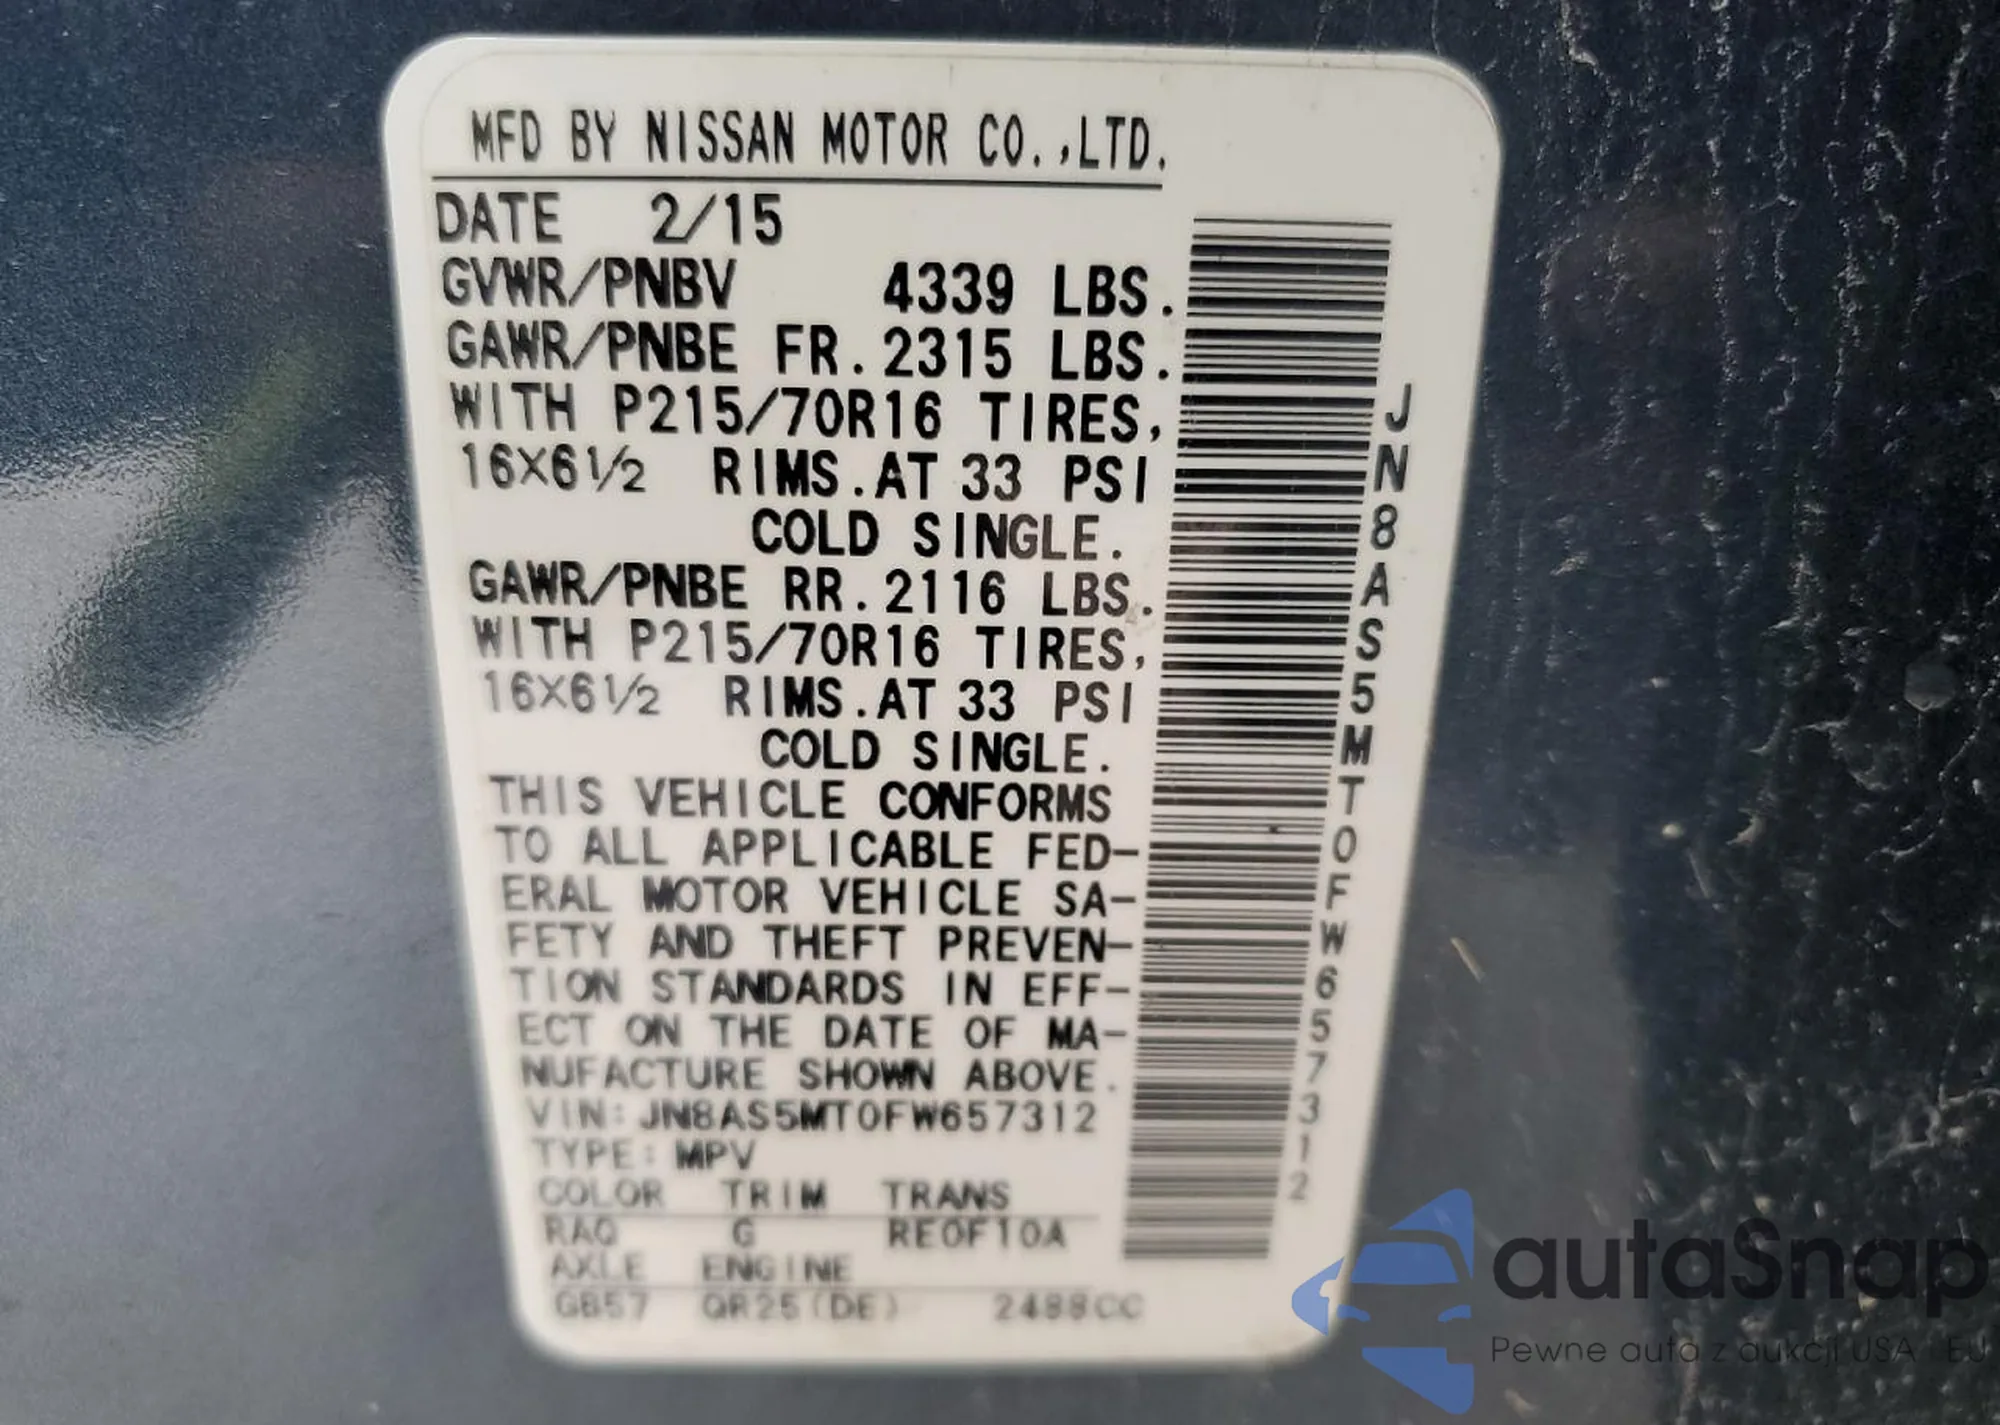 MFD BY NISSAN MOTOR CO.,LTD.
DATE 2/15
GVWR/PNBV 4339 LBS.
GAWR/PNBE FR.2315 LBS.
WITH P215/70R16 TIRES,
16X6½ RIMS.AT 33 PSI
COLD SINGLE.
GAWR/PNBE RR.2116 LBS.
WITH P215/70R16 TIRES,
16X6½ RIMS.AT 33 PSI
COLD SINGLE.
THIS VEHICLE CONFORMS
TO ALL APPLICABLE FED-
ERAL MOTOR VEHICLE SA-
FETY AND THEFT PREVEN-
TION STANDARDS IN EFF-
ECT ON THE DATE OF MA-
NUFACTURE SHOWN ABOVE.
VIN: JN8AS5MT0FW657312
TYPE: MPV
COLOR TRIM TRANS
RAQ G RE0F10A
AXLE ENGINE
GB57 QR25(DE) 2488CC
JN8AS5MT0FW657312
autaSnap
Pewne auta z aukcji USA i EU